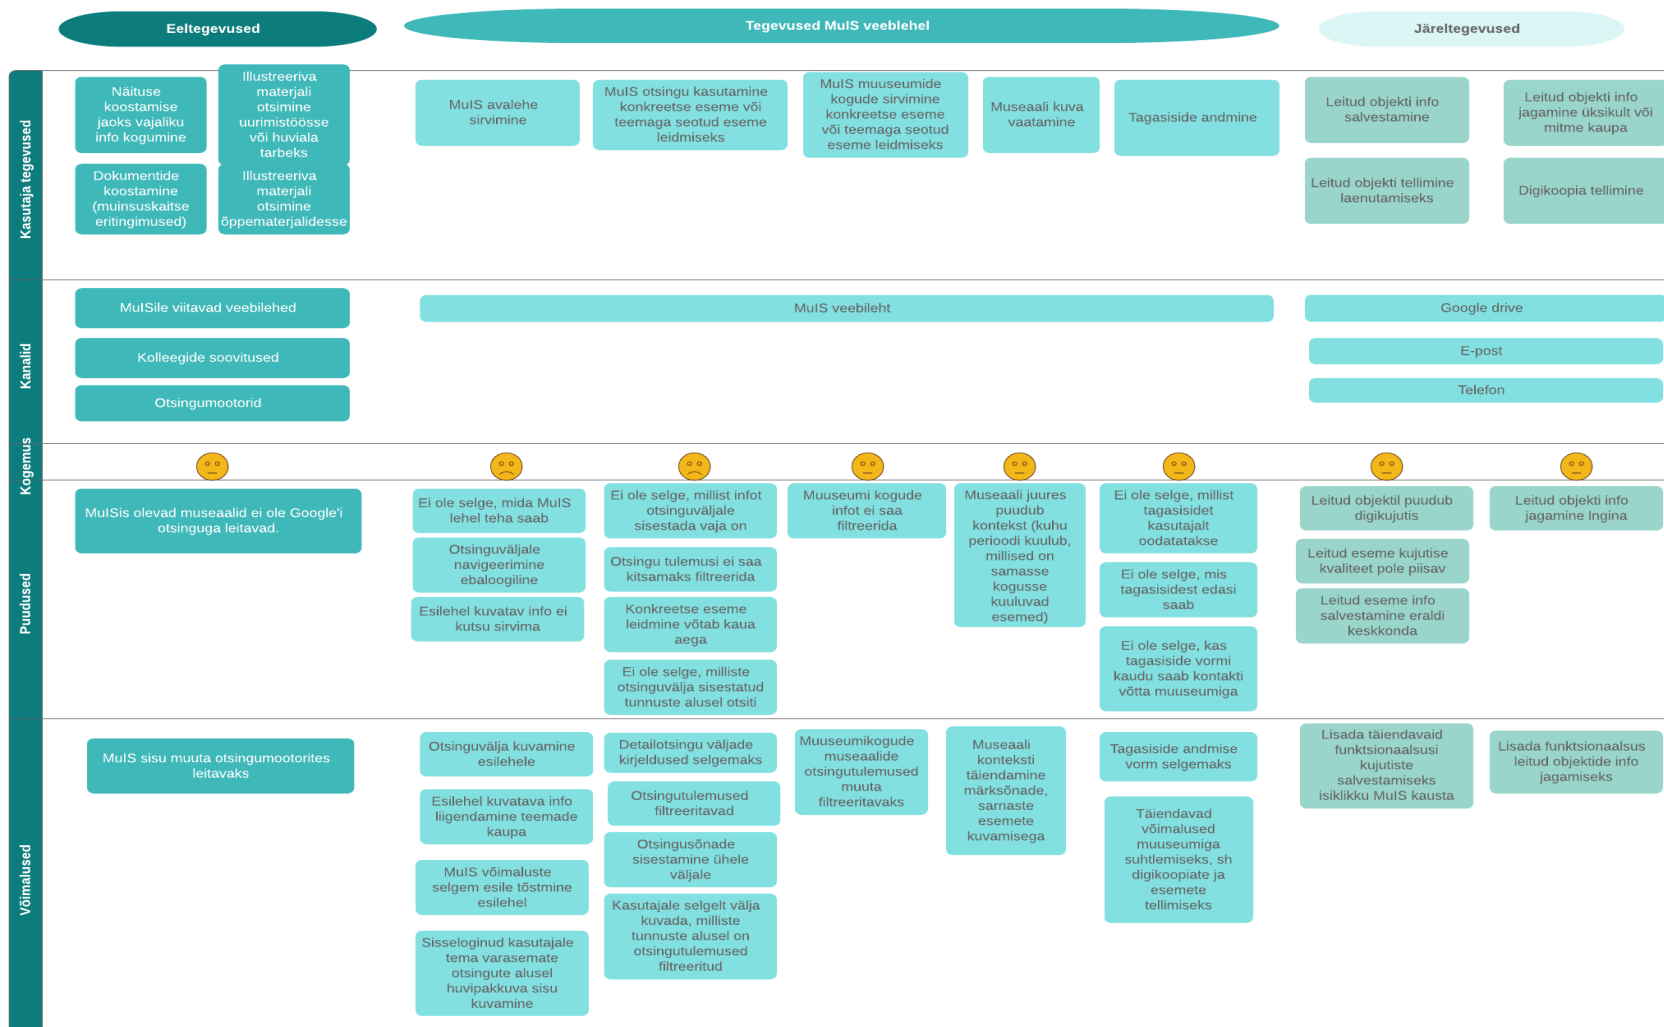 Eeltegevused
Tegevused MuIS veeblehel
Järeltegevused
Kasutaja tegevused
Näituse
koostamise
jaoks vajaliku
info kogumine
Illustreeriva
materjali
otsimine
uurimistöösse
või huviala
tarbeks
Dokumentide
koostamine
(muinsuskaitse
eritingimused)
Illustreeriva
materjali
otsimine
õppematerjalidesse
MuIS avalehe
sirvimine
MuIS otsingu kasutamine
konkreetse eseme või
teemaga seotud eseme
leidmiseks
MuIS muuseumide
kogude sirvimine
konkreetse eseme
või teemaga seotud
eseme leidmiseks
Museaali kuva
vaatamine
Tagasiside andmine
Leitud objekti info
salvestamine
Leitud objekti info
jagamine üksikult või
mitme kaupa
Leitud objekti tellimine
laenutamiseks
Digikoopia tellimine
Kanalid
MuISile viitavad veebilehed
Kolleegide soovitused
Otsingumootorid
MuIS veebileht
Google drive
E-post
Telefon
Kogemus
Puudused
MuISis olevad museaalid ei ole Google'i
otsinguga leitavad.
Ei ole selge, mida MuIS
lehel teha saab
Otsinguväljale
navigeerimine
ebaloogiline
Esilehel kuvatav info ei
kutsu sirvima
Ei ole selge, millist infot
otsinguväljale
sisestada vaja on
Otsingu tulemusi ei saa
kitsamaks filtreerida
Konkreetse eseme
leidmine võtab kaua
aega
Ei ole selge, milliste
otsinguvälja sisestatud
tunnuste alusel otsiti
Muuseumi kogude
infot ei saa
filtreerida
Museaali juures
puudub
kontekst (kuhu
perioodi kuulub,
millised on
samasse
kogusse
kuuluvad
esemed)
Ei ole selge, millist
tagasisidet
kasutajalt
oodatatakse
Ei ole selge, mis
tagasisidest edasi
saab
Ei ole selge, kas
tagasiside vormi
kaudu saab kontakti
võtta muuseumiga
Leitud objektil puudub
digikujutis
Leitud eseme kujutise
kvaliteet pole piisav
Leitud eseme info
salvestamine eraldi
keskkonda
Leitud objekti info
jagamine lngina
Võimalused
MuIS sisu muuta otsingumootorites
leitavaks
Otsinguvälja kuvamine
esilehele
Esilehel kuvatava info
liigendamine teemade
kaupa
MuIS võimaluste
selgem esile tõstmine
esilehel
Sisseloginud kasutajale
tema varasemate
otsingute alusel
huvipakkuva sisu
kuvamine
Detailotsingu väljade
kirjeldused selgemaks
Otsingutulemused
filtreeritavad
Otsingusõnade
sisestamine ühele
väljale
Kasutajale selgelt välja
kuvada, milliste
tunnuste alusel on
otsingutulemused
filtreeritud
Muuseumikogude
museaalide
otsingutulemused
muuta
filtreeritavaks
Museaali
konteksti
täiendamine
märksõnade,
sarnaste
esemete
kuvamisega
Tagasiside andmise
vorm selgemaks
Täiendavad
võimalused
muuseumiga
suhtlemiseks, sh
digikoopiate ja
esemete
tellimiseks
Lisada täiendavaid
funktsionaalsusi
kujutiste
salvestamiseks
isiklikku MuIS kausta
Lisada funktsionaalsus
leitud objektide info
jagamiseks